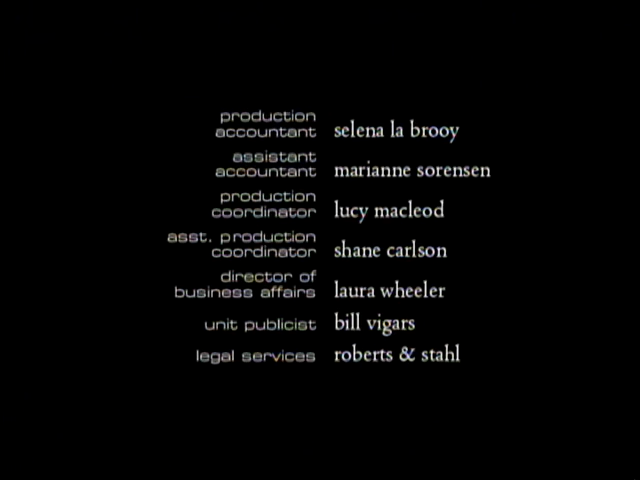 production
accountant selena la brooy
assistant
accountant marianne sorensen
production
coordinator lucy macleod
asst. production
coordinator shane carlson
director of
business affairs laura wheeler
unit publicist bill vigars
legal services roberts & stahl